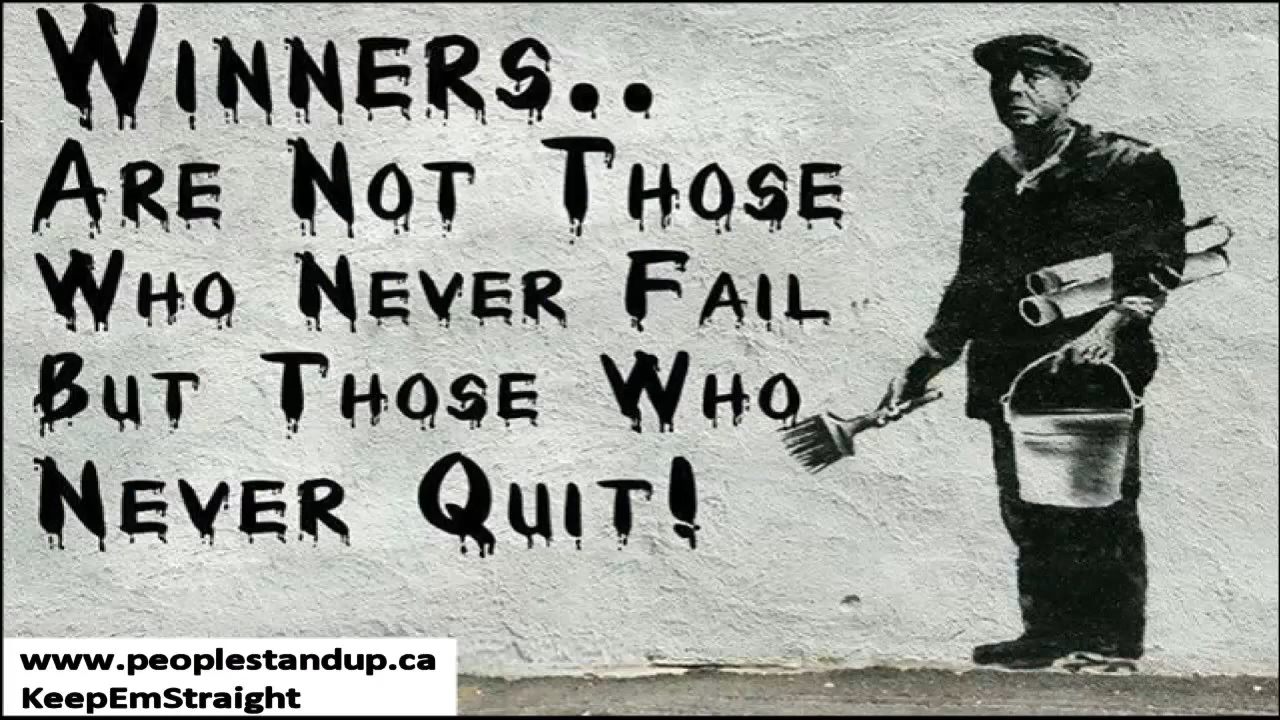 Winners..
Are Not Those
Who Never Fail
But Those Who
Never Quit!
www.peoplestandup.ca
KeepEmStraight